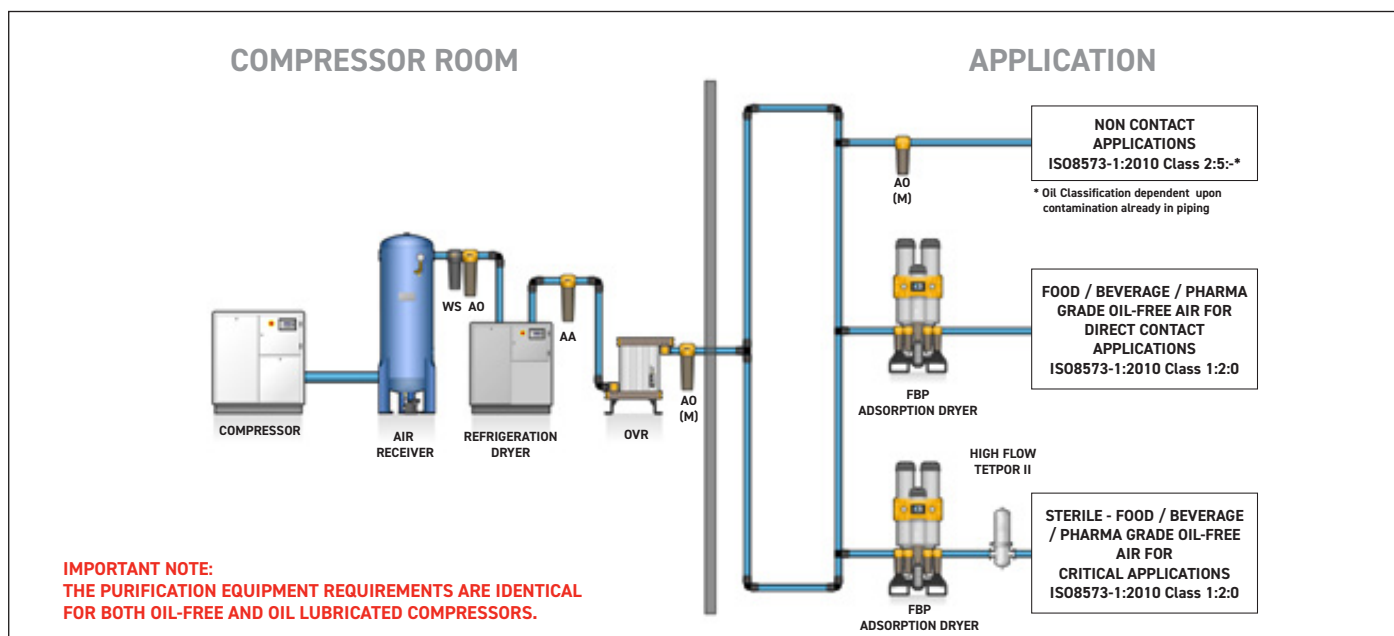 COMPRESSOR ROOM
APPLICATION
NON CONTACT
APPLICATIONS
ISO8573-1:2010 Class 2:5:-*
* Oil Classification dependent upon
contamination already in piping
AO
(M)
WS AO
AA
FOOD / BEVERAGE / PHARMA
GRADE OIL-FREE AIR FOR
DIRECT CONTACT
APPLICATIONS
ISO8573-1:2010 Class 1:2:0
FBP
ADSORPTION DRYER
AO
(M)
COMPRESSOR
AIR
RECEIVER
REFRIGERATION
DRYER
OVR
HIGH FLOW
TETPOR II
STERILE - FOOD / BEVERAGE
/ PHARMA GRADE OIL-FREE
AIR FOR
CRITICAL APPLICATIONS
ISO8573-1:2010 Class 1:2:0
FBP
ADSORPTION DRYER
IMPORTANT NOTE:
THE PURIFICATION EQUIPMENT REQUIREMENTS ARE IDENTICAL
FOR BOTH OIL-FREE AND OIL LUBRICATED COMPRESSORS.